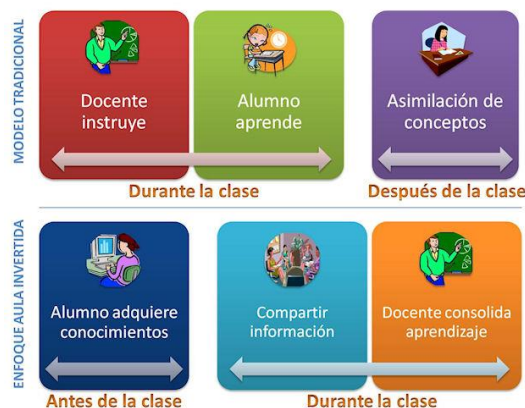 MODELO TRADICIONAL
Docente
instruye
Alumno
aprende
Asimilación de
conceptos
Durante la clase
Después de la clase
ENFOQUE AULA INVERTIDA
Alumno adquiere
conocimientos
Compartir
información
Docente consolida
aprendizaje
Antes de la clase
Durante la clase